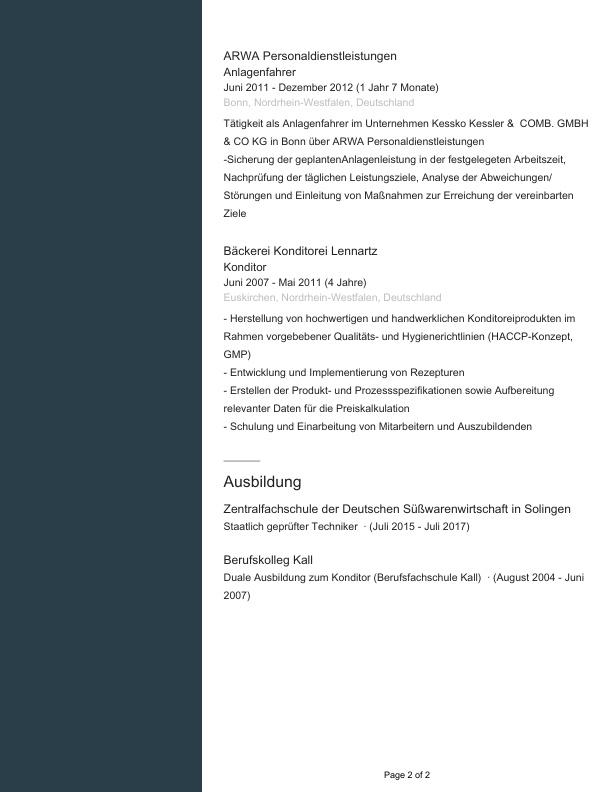 ARWA Personaldienstleistungen
Anlagenfahrer
Juni 2011 - Dezember 2012 (1 Jahr 7 Monate)
Bonn, Nordrhein-Westfalen, Deutschland
Tätigkeit als Anlagenfahrer im Unternehmen Kessko Kessler & COMB. GMBH
& CO KG in Bonn über ARWA Personaldienstleistungen
-Sicherung der geplantenAnlagenleistung in der festgelegeten Arbeitszeit,
Nachprüfung der täglichen Leistungsziele, Analyse der Abweichungen/
Störungen und Einleitung von Maßnahmen zur Erreichung der vereinbarten
Ziele
Bäckerei Konditorei Lennartz
Konditor
Juni 2007 - Mai 2011 (4 Jahre)
Euskirchen, Nordrhein-Westfalen, Deutschland
- Herstellung von hochwertigen und handwerklichen Konditoreiprodukten im
Rahmen vorgebebener Qualitäts- und Hygienerichtlinien (HACCP-Konzept,
GMP)
- Entwicklung und Implementierung von Rezepturen
- Erstellen der Produkt- und Prozessspezifikationen sowie Aufbereitung
relevanter Daten für die Preiskalkulation
- Schulung und Einarbeitung von Mitarbeitern und Auszubildenden
Ausbildung
Zentralfachschule der Deutschen Süßwarenwirtschaft in Solingen
Staatlich geprüfter Techniker · (Juli 2015 - Juli 2017)
Berufskolleg Kall
Duale Ausbildung zum Konditor (Berufsfachschule Kall) · (August 2004 - Juni
2007)
Page 2 of 2